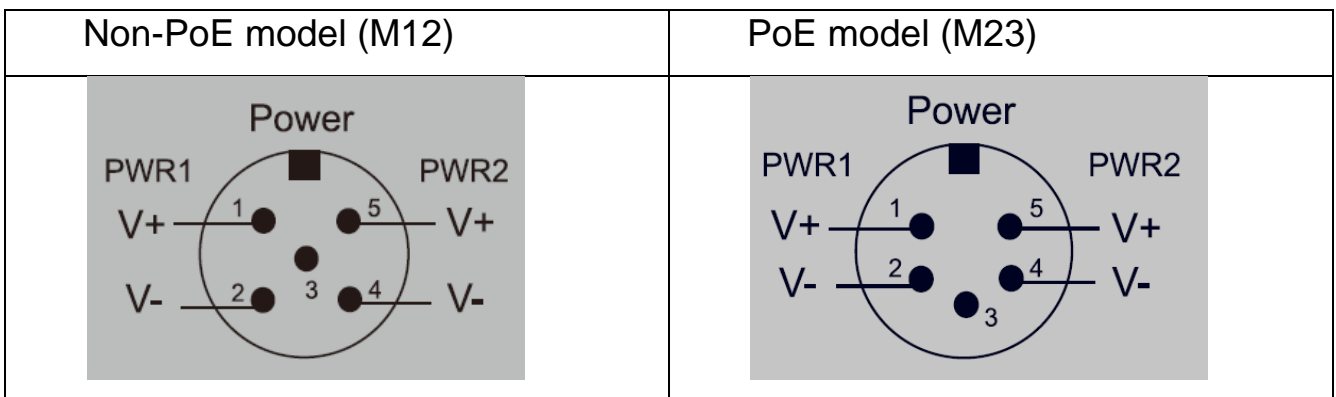 Non-PoE model (M12)
PoE model (M23)
Power
PWR1 PWR2
V+ 1 5 V+
V- 2 3 4 V-
Power
PWR1 PWR2
V+ 1 5 V+
V- 2 4 V-
3